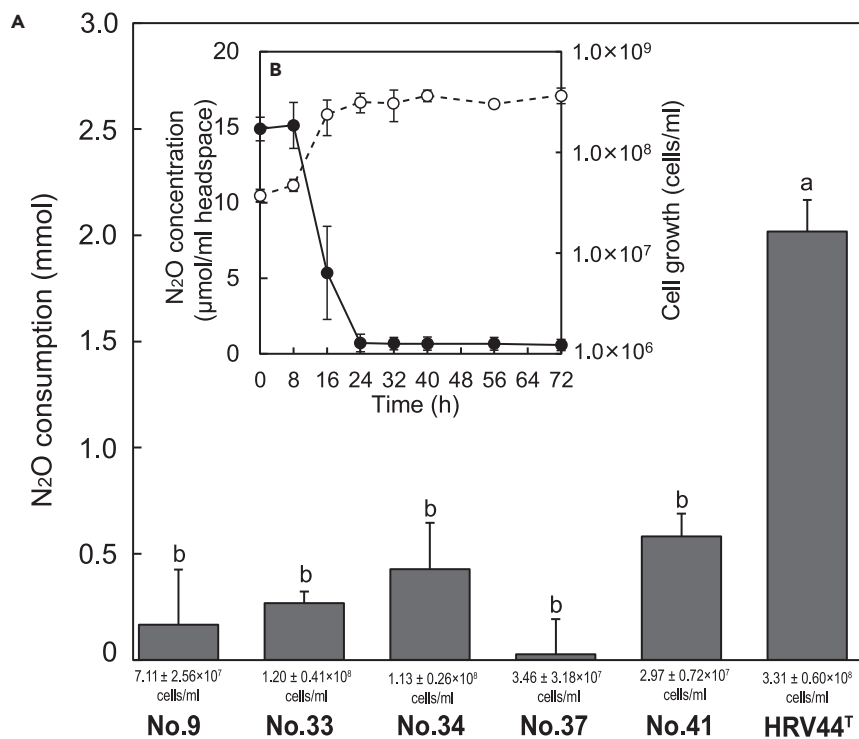 A
3.0
2.5
2.0
1.5
1.0
0.5
0
N₂O consumption (mmol)
B
20
15
10
5
0
N₂O concentration
(µmol/ml headspace)
1.0×10⁹
1.0×10⁸
1.0×10⁷
1.0×10⁶
Cell growth (cells/ml)
0 8 16 24 32 40 48 56 64 72
Time (h)
b b b b b a
7.11 ± 2.56×10⁷ 1.20 ± 0.41×10⁸ 1.13 ± 0.26×10⁸ 3.46 ± 3.18×10⁷ 2.97 ± 0.72×10⁷ 3.31 ± 0.60×10⁸
cells/ml cells/ml cells/ml cells/ml cells/ml cells/ml
No.9 No.33 No.34 No.37 No.41 HRV44ᵀ